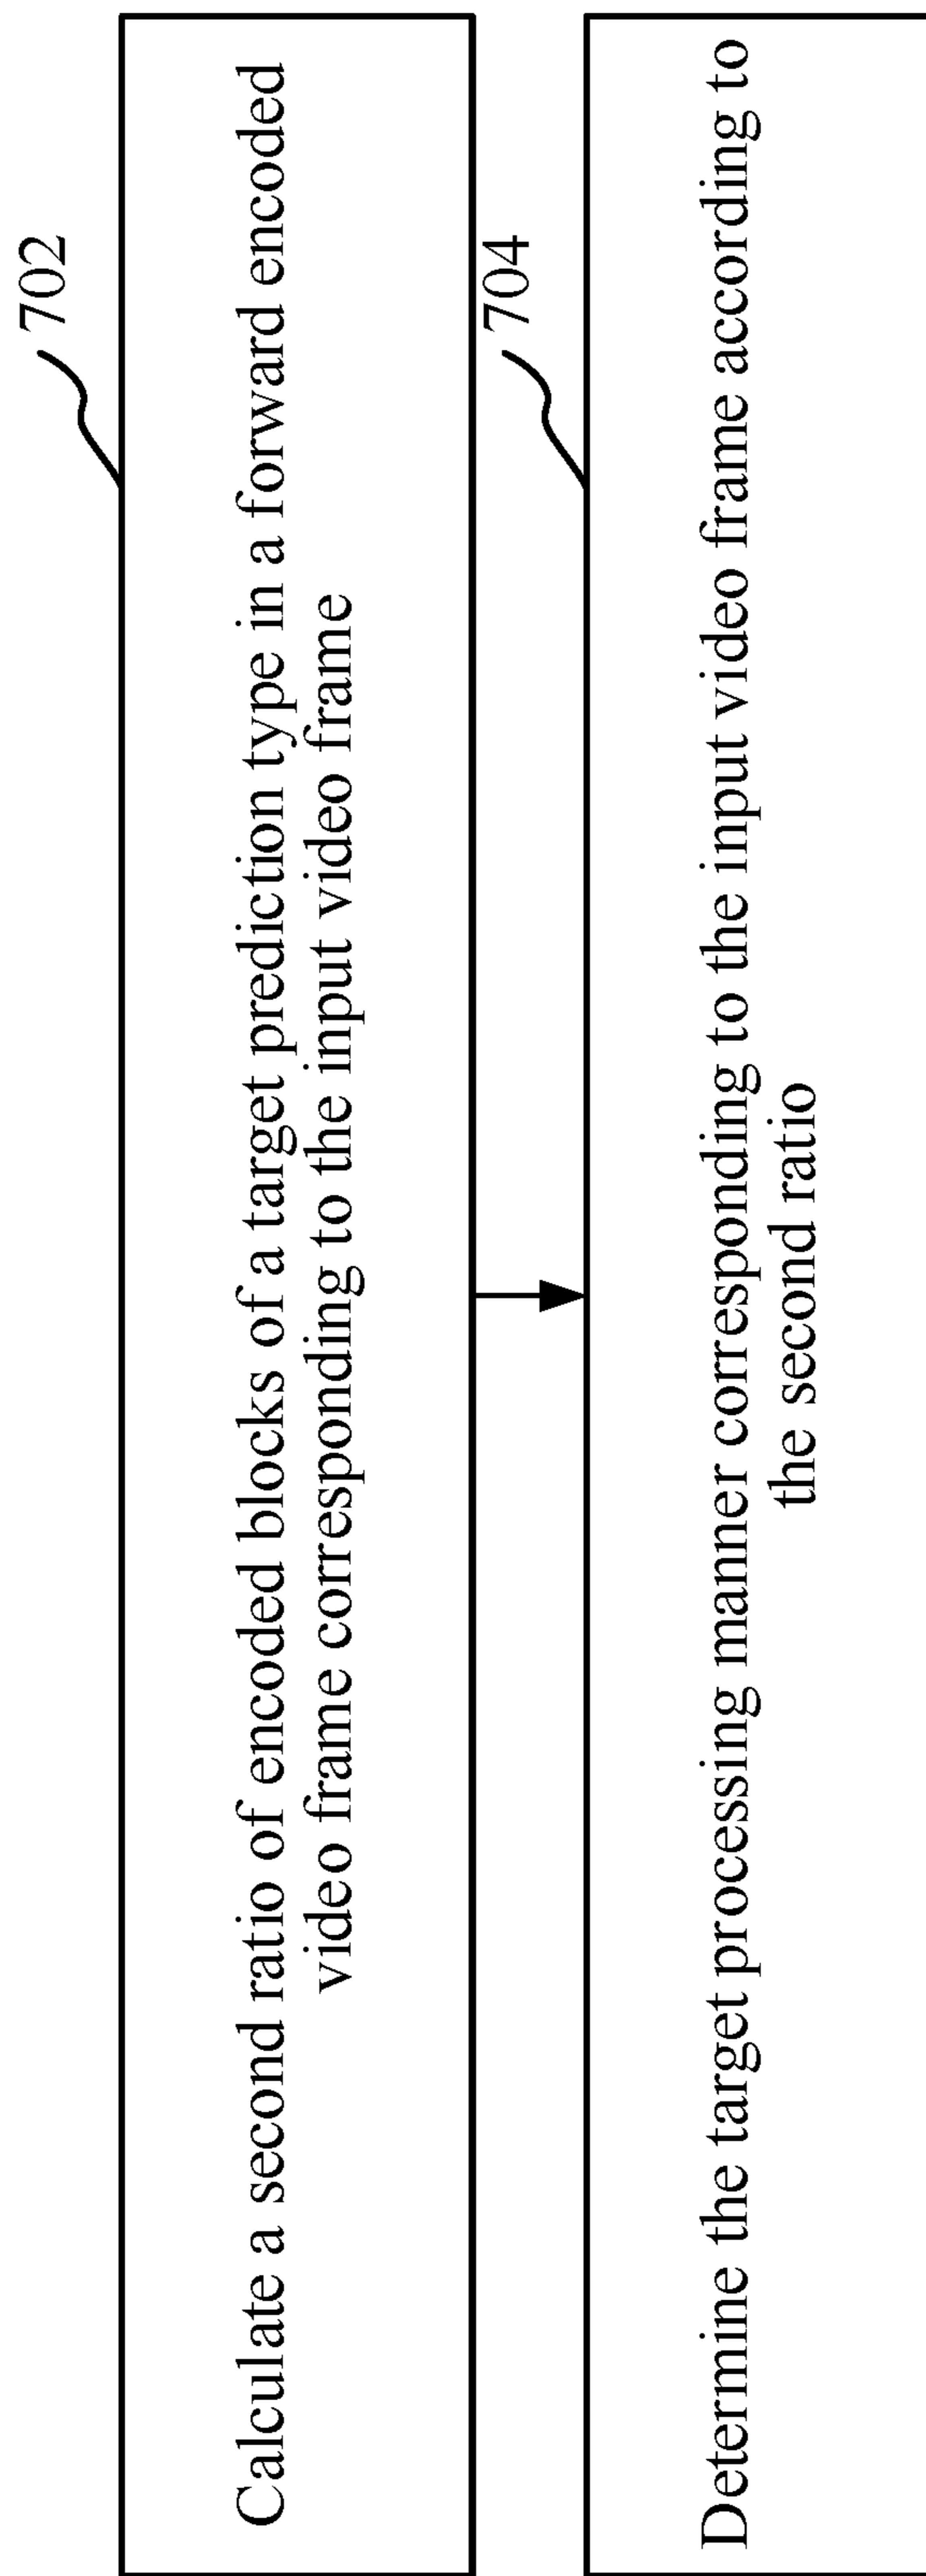 702
Calculate a second ratio of encoded blocks of a target prediction type in a forward encoded
video frame corresponding to the input video frame
704
Determine the target processing manner corresponding to the input video frame according to
the second ratio